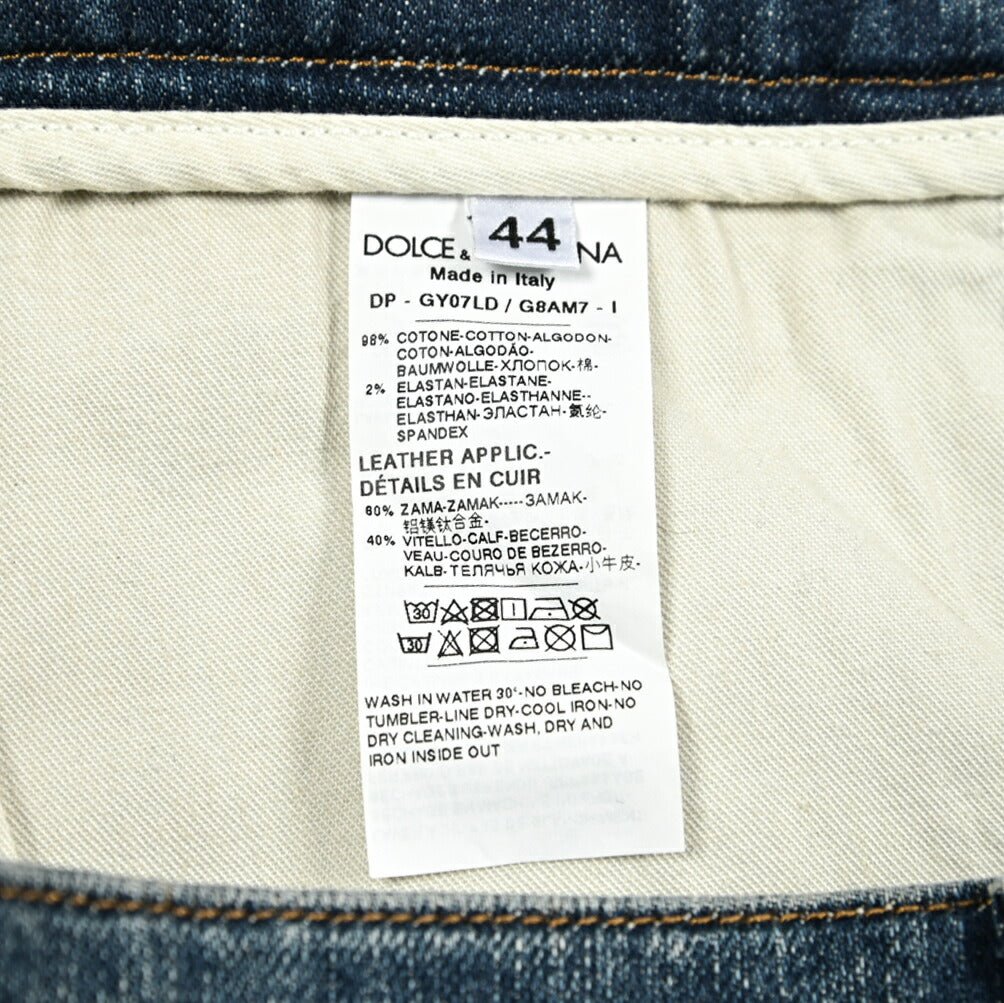 44
DOLCE & NA
Made in Italy
DP - GY07LD / G8AM7 - I
98% COTONE-COTTON-ALGODON-
COTON-ALGODÃO-
BAUMWOLLE-ХЛОПОК-棉-
2% ELASTAN-ELASTANE-
ELASTANO-ELASTHANNE--
ELASTHAN-ЭЛАСТАН-氨纶-
SPANDEX
LEATHER APPLIC.-
DÉTAILS EN CUIR
60% ZAMA-ZAMAK-----ЗАМАК-
铝镁钛合金-
40% VITELLO-CALF-BECERRO-
VEAU-COURO DE BEZERRO-
KALB-ТЕЛЯЧЬЯ КОЖА-小牛皮-
30
30
WASH IN WATER 30°-NO BLEACH-NO
TUMBLER-LINE DRY-COOL IRON-NO
DRY CLEANING-WASH, DRY AND
IRON INSIDE OUT